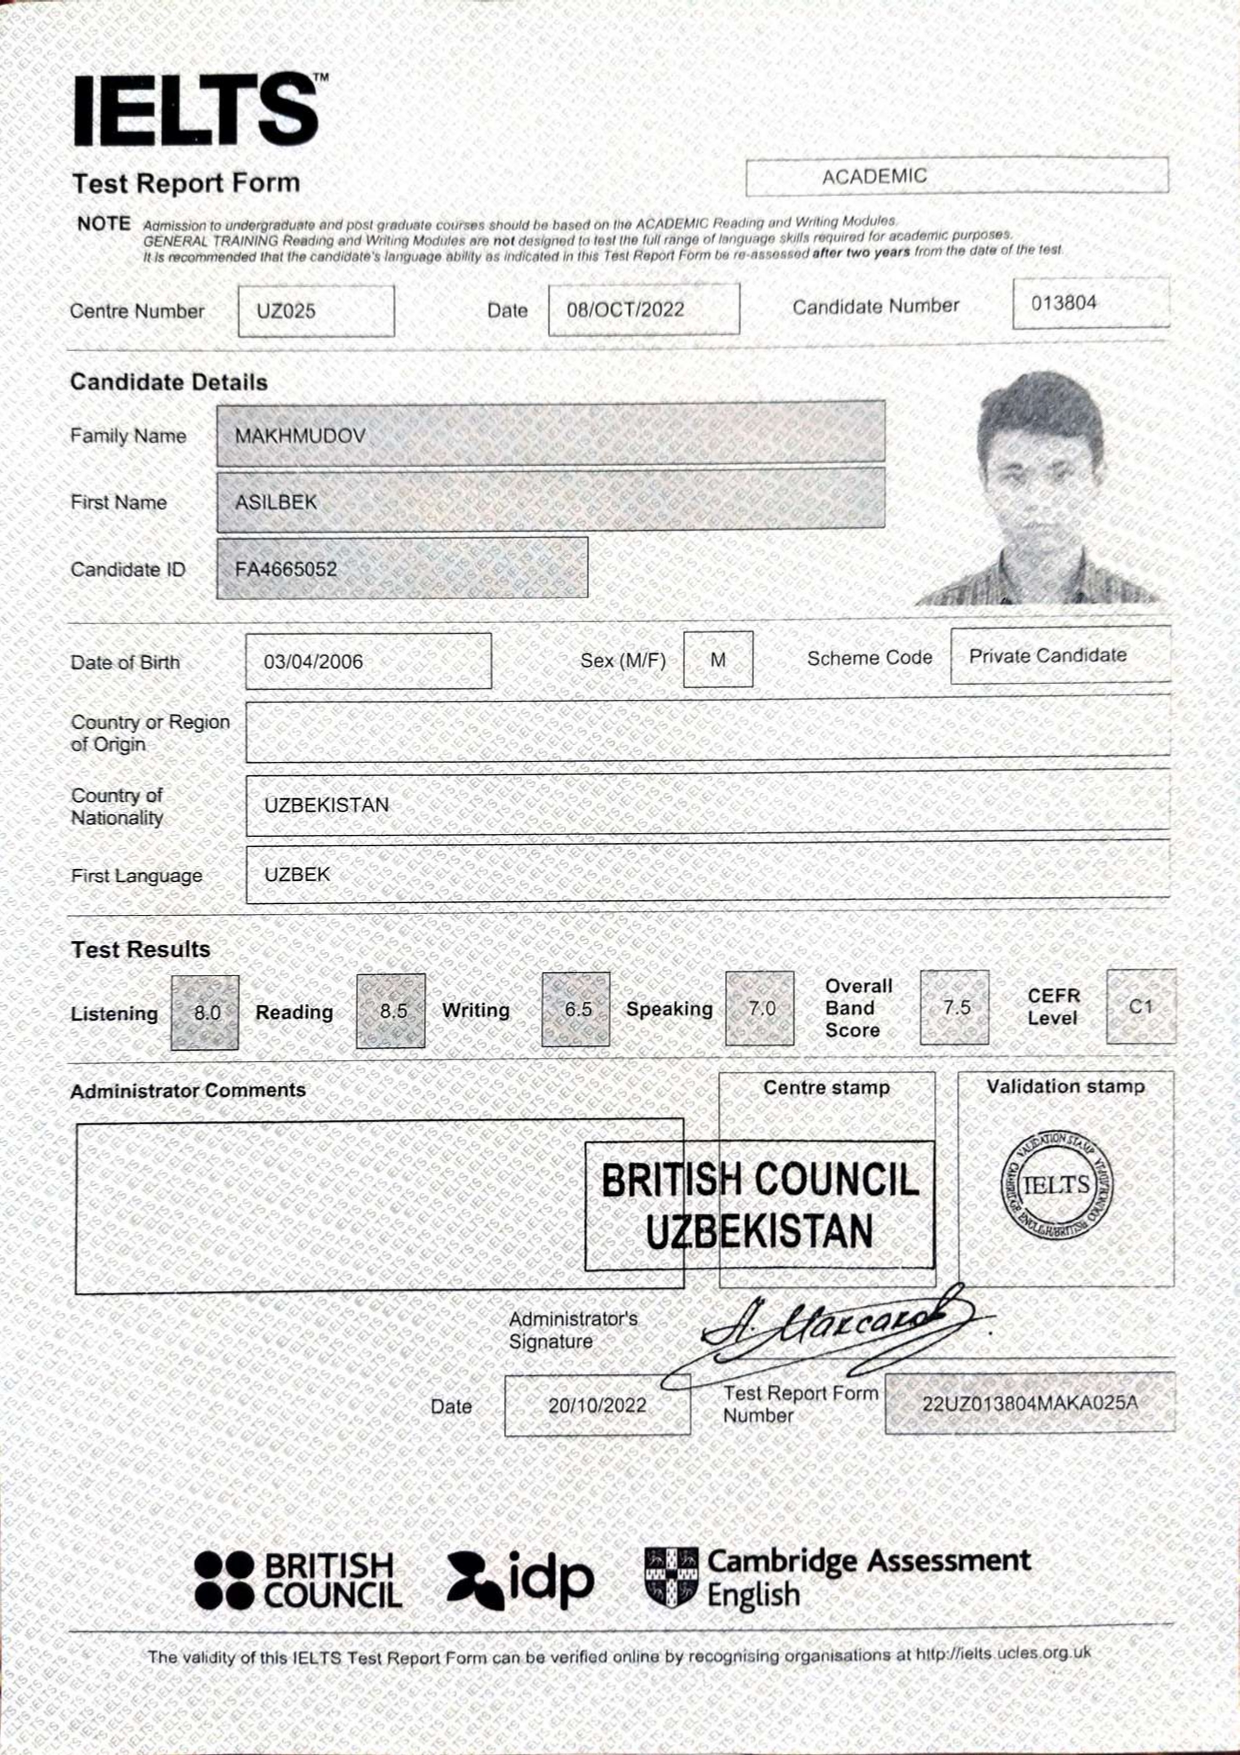 IELTS™
Test Report Form
ACADEMIC
NOTE Admission to undergraduate and post graduate courses should be based on the ACADEMIC Reading and Writing Modules.
GENERAL TRAINING Reading and Writing Modules are not designed to test the full range of language skills required for academic purposes.
It is recommended that the candidate's language ability as indicated in this Test Report Form be re-assessed after two years from the date of the test.
Centre Number UZ025 Date 08/OCT/2022 Candidate Number 013804
Candidate Details
Family Name MAKHMUDOV
First Name ASILBEK
Candidate ID FA4665052
Date of Birth 03/04/2006 Sex (M/F) M Scheme Code Private Candidate
Country or Region
of Origin
Country of
Nationality
UZBEKISTAN
First Language UZBEK
Test Results
Listening 8.0 Reading 8.5 Writing 6.5 Speaking 7.0
Overall
Band
Score
7.5
CEFR
Level
C1
Administrator Comments
Centre stamp
BRITISH COUNCIL
UZBEKISTAN
Validation stamp
VALIDATION STAMP
IELTS
Administrator's
Signature
Date 20/10/2022
Test Report Form
Number
22UZ013804MAKA025A
BRITISH
COUNCIL
idp
Cambridge Assessment
English
The validity of this IELTS Test Report Form can be verified online by recognising organisations at http://ielts.ucles.org.uk